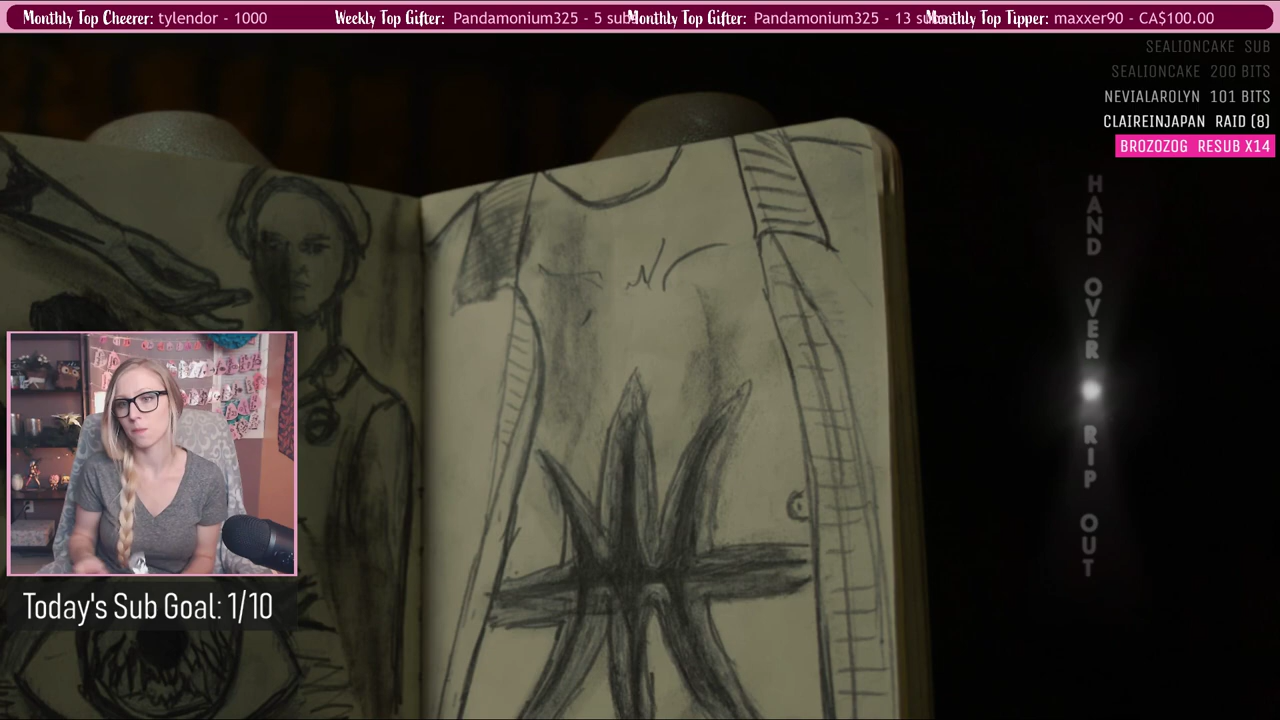 Monthly Top Cheerer: tylendor - 1000
Weekly Top Gifter: Pandamonium325 - 5 subs
Monthly Top Gifter: Pandamonium325 - 13 subs
Monthly Top Tipper: maxxer90 - CA$100.00
SEALIONCAKE SUB
SEALIONCAKE 200 BITS
NEVIALAROLYN 101 BITS
CLAIREINJAPAN RAID (8)
BROZOZOG RESUB X14
HAND OVER
RIP OUT
Today's Sub Goal: 1/10